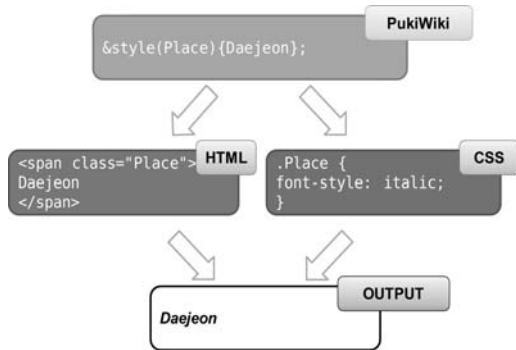 PukiWiki
&style(Place){Daejeon};
HTML
<span class="Place">
Daejeon
</span>
CSS
.Place {
font-style: italic;
}
OUTPUT
Daejeon